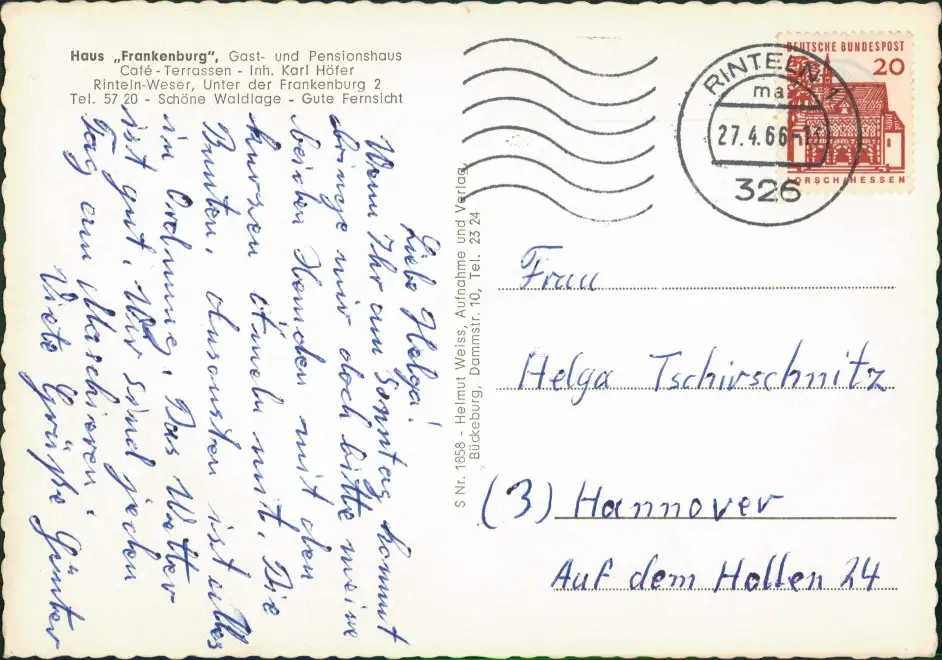 Haus „Frankenburg", Gast- und Pensionshaus
Café-Terrassen - Inh. Karl Höfer
Rinteln-Weser, Unter der Frankenburg 2
Tel. 57 20 - Schöne Waldlage - Gute Fernsicht
Liebe Helga!
Wenn Ihr am Sonntag kommt
bringe mir doch bitte meine
beiden Hemden mit den
kurzen Ärmeln mit. Die
Bunten. Ansonsten ist alles
in Ordnung. Das Wetter
ist gut. Wir sind jeden
Tag am Marschieren.
Viele Grüße Günter
S Nr. 1858 - Helmut Weiss, Aufnahme und Verlag,
Bückeburg, Dammstr. 10, Tel. 23 24
RINTELN
27.4.66
326
DEUTSCHE BUNDESPOST
20
LORSCH/HESSEN
Frau
Helga Tschirschnitz
(3) Hannover
Auf dem Hollen 24